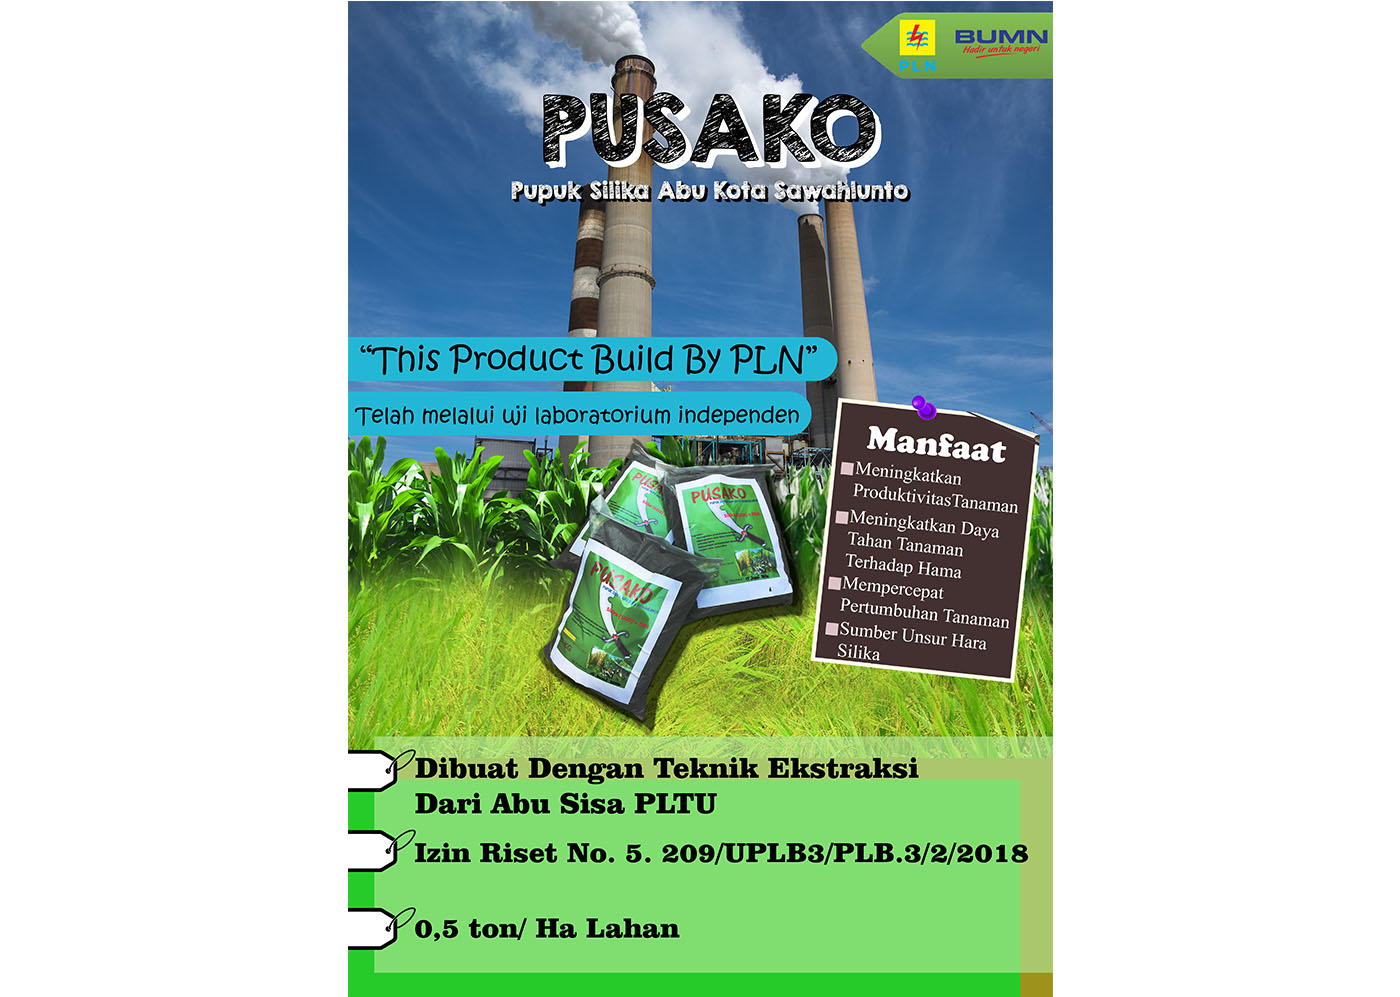 PLN
BUMN
Hadir untuk negeri
PUSAKO
Pupuk Silika Abu Kota Sawahlunto
“This Product Build By PLN”
Telah melalui uji laboratorium independen
Manfaat
Meningkatkan
ProduktivitasTanaman
Meningkatkan Daya
Tahan Tanaman
Terhadap Hama
Mempercepat
Pertumbuhan Tanaman
Sumber Unsur Hara
Silika
PUSAKO
PUSAKO
PUSAKO
Dibuat Dengan Teknik Ekstraksi
Dari Abu Sisa PLTU
Izin Riset No. 5. 209/UPLB3/PLB.3/2/2018
0,5 ton/ Ha Lahan